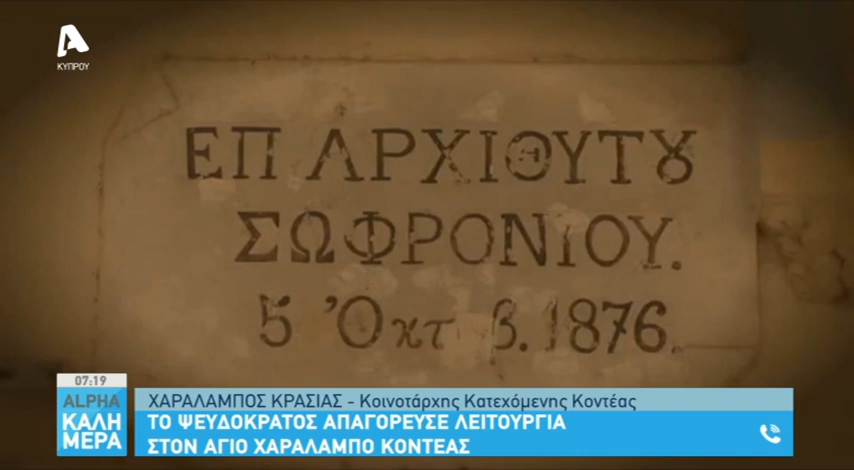 ΚΥΠΡΟΥ
ΕΠ ΑΡΧΙΘΥΤȢ
ΣΩΦΡΟΝΙΟΥ.
5 Ὀκτ β. 1876.
07:19
ALPHA
ΚΑΛΗ
ΜΕΡΑ
ΧΑΡΑΛΑΜΠΟΣ ΚΡΑΣΙΑΣ - Κοινοτάρχης Κατεχόμενης Κοντέας
ΤΟ ΨΕΥΔΟΚΡΑΤΟΣ ΑΠΑΓΟΡΕΥΣΕ ΛΕΙΤΟΥΡΓΙΑ
ΣΤΟΝ ΑΓΙΟ ΧΑΡΑΛΑΜΠΟ ΚΟΝΤΕΑΣ